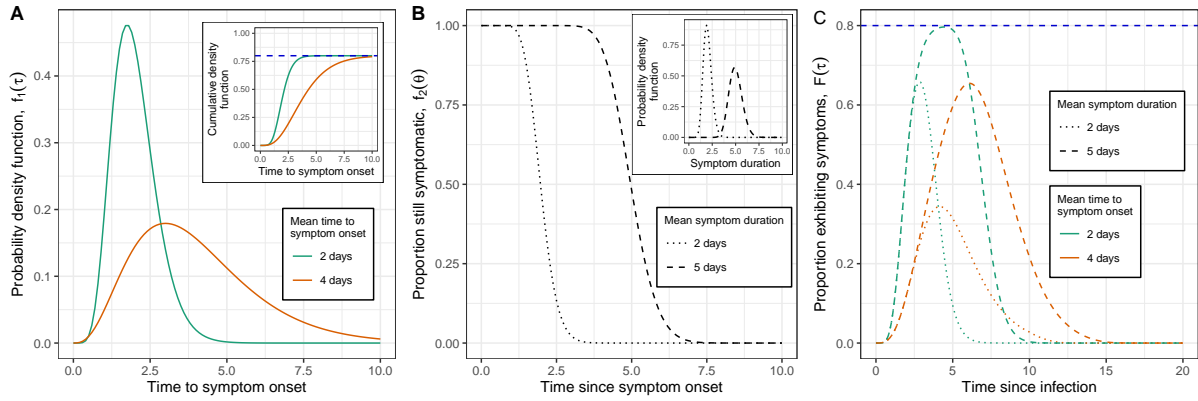 A
Probability density function, f₁(τ)
0.4
0.3
0.2
0.1
0.0
0.0
2.5
5.0
7.5
10.0
Time to symptom onset
Cumulative density
function
1.00
0.75
0.50
0.25
0.00
0.0
2.5
5.0
7.5
10.0
Time to symptom onset
Mean time to
symptom onset
2 days
4 days
B
Proportion still symptomatic, f₂(θ)
1.00
0.75
0.50
0.25
0.00
0.0
2.5
5.0
7.5
10.0
Time since symptom onset
Probability density
function
0.75
0.50
0.25
0.00
0.0
2.5
5.0
7.5
10.0
Symptom duration
Mean symptom duration
2 days
5 days
C
Proportion exhibiting symptoms, F(τ)
0.8
0.6
0.4
0.2
0.0
0
5
10
15
20
Time since infection
Mean symptom duration
2 days
5 days
Mean time to
symptom onset
2 days
4 days